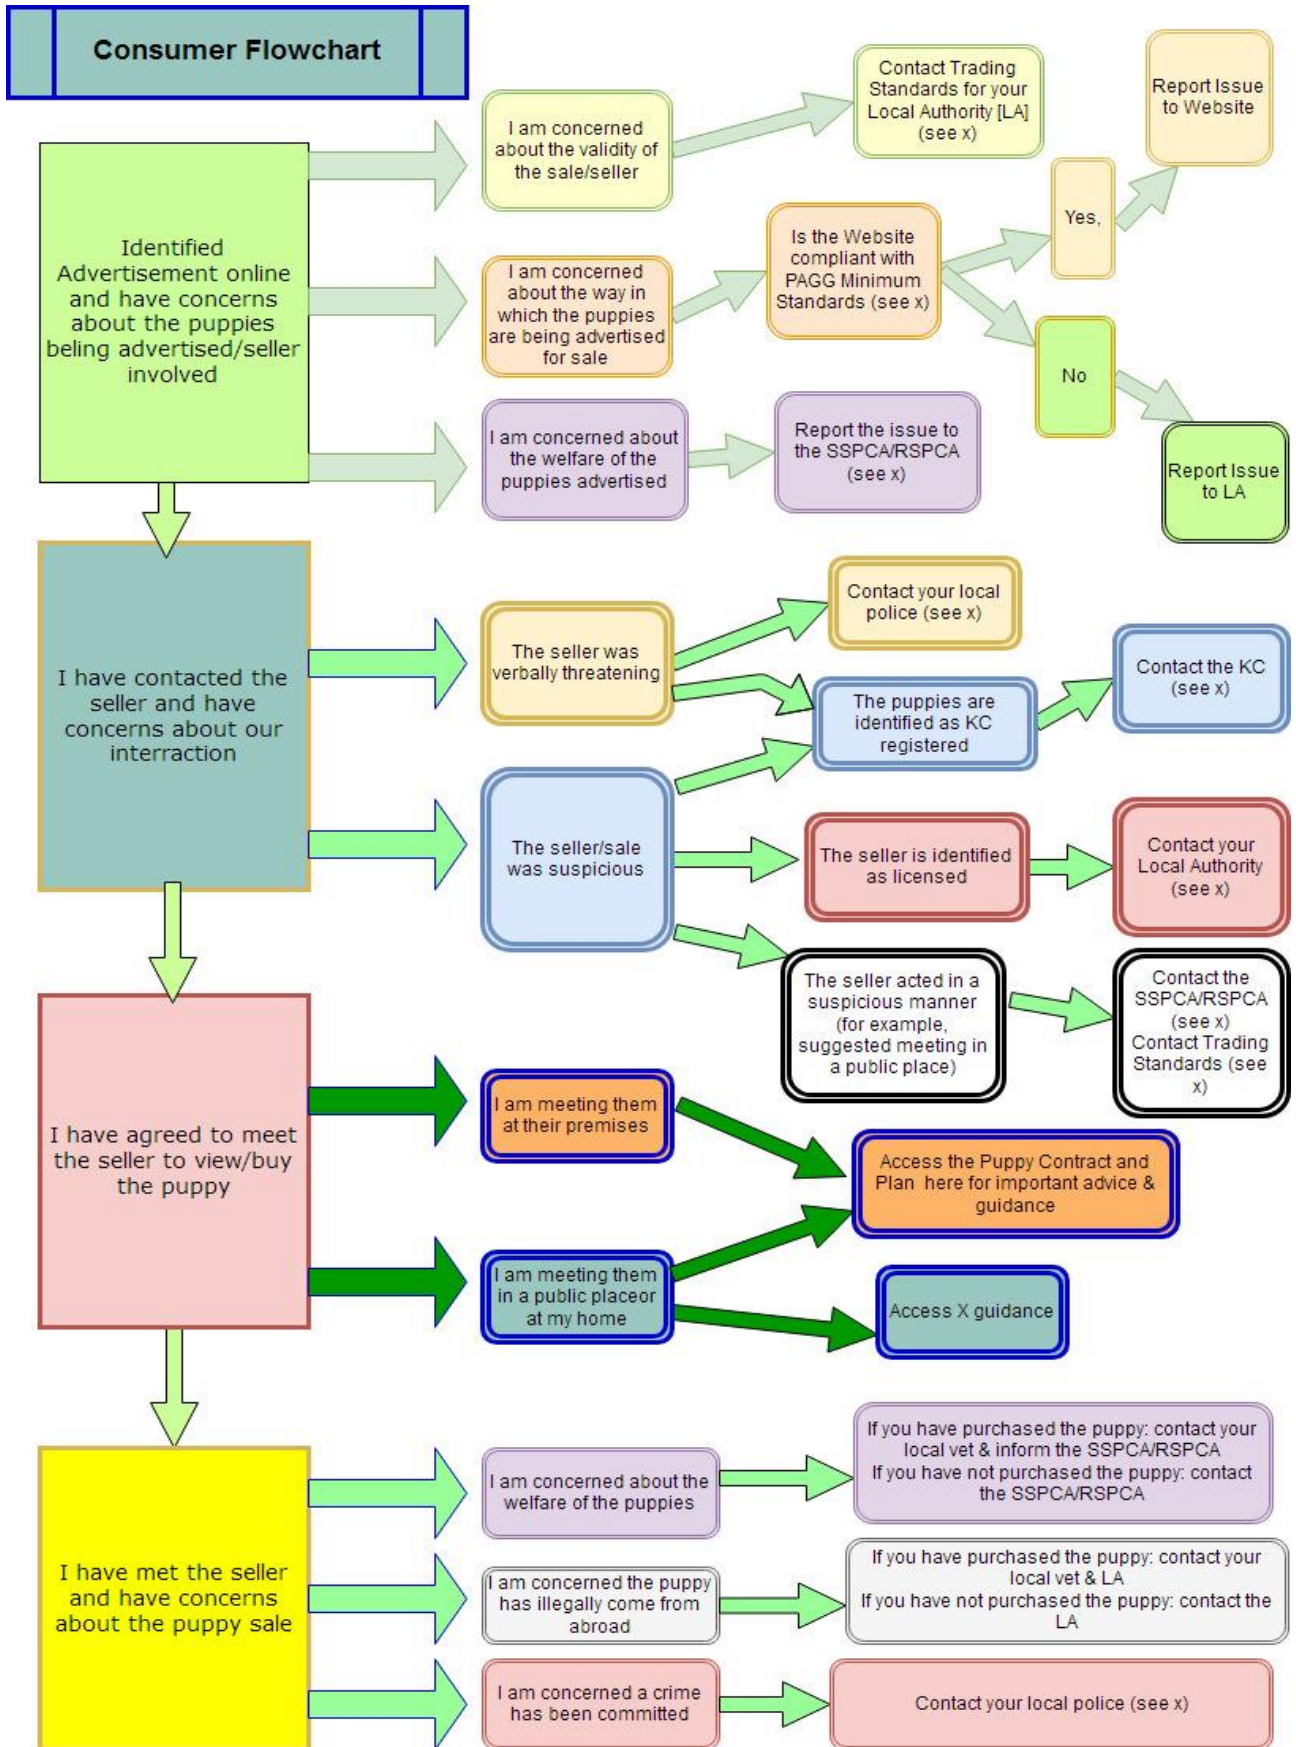 Consumer Flowchart
Identified
Advertisement online
and have concerns
about the puppies
beling advertised/seller
involved
I am concerned
about the validity of
the sale/seller
Contact Trading
Standards for your
Local Authority [LA]
(see x)
I am concerned
about the way in
which the puppies
are being advertised
for sale
Is the Website
compliant with
PAGG Minimum
Standards (see x)
Yes,
Report Issue
to Website
No
Report Issue
to LA
I am concerned about
the welfare of the
puppies advertised
Report the issue to
the SSPCA/RSPCA
(see x)
I have contacted the
seller and have
concerns about our
interraction
The seller was
verbally threatening
Contact your local
police (see x)
The puppies are
identified as KC
registered
Contact the KC
(see x)
The seller/sale
was suspicious
The seller is identified
as licensed
Contact your
Local Authority
(see x)
The seller acted in a
suspicious manner
(for example,
suggested meeting in
a public place)
Contact the
SSPCA/RSPCA
(see x)
Contact Trading
Standards (see
x)
I have agreed to meet
the seller to view/buy
the puppy
I am meeting them
at their premises
Access the Puppy Contract and
Plan here for important advice &
guidance
I am meeting them
in a public placeor
at my home
Access X guidance
I have met the seller
and have concerns
about the puppy sale
I am concerned about the
welfare of the puppies
If you have purchased the puppy: contact your
local vet & inform the SSPCA/RSPCA
If you have not purchased the puppy: contact
the SSPCA/RSPCA
I am concerned the puppy
has illegally come from
abroad
If you have purchased the puppy: contact your
local vet & LA
If you have not purchased the puppy: contact the
LA
I am concerned a crime
has been committed
Contact your local police (see x)